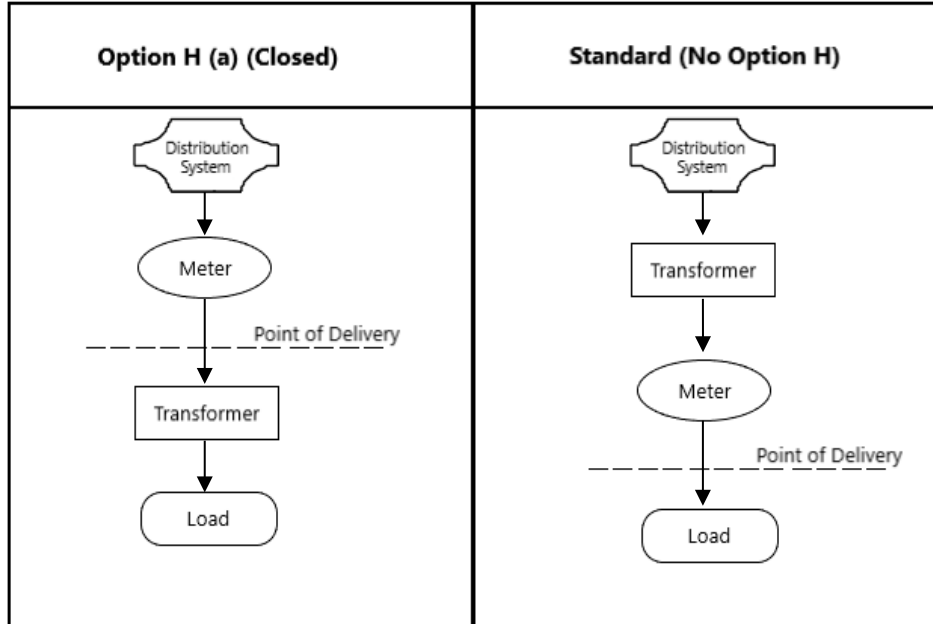 Option H (a) (Closed)
Distribution
System
Meter
Point of Delivery
Transformer
Load
Standard (No Option H)
Distribution
System
Transformer
Meter
Point of Delivery
Load